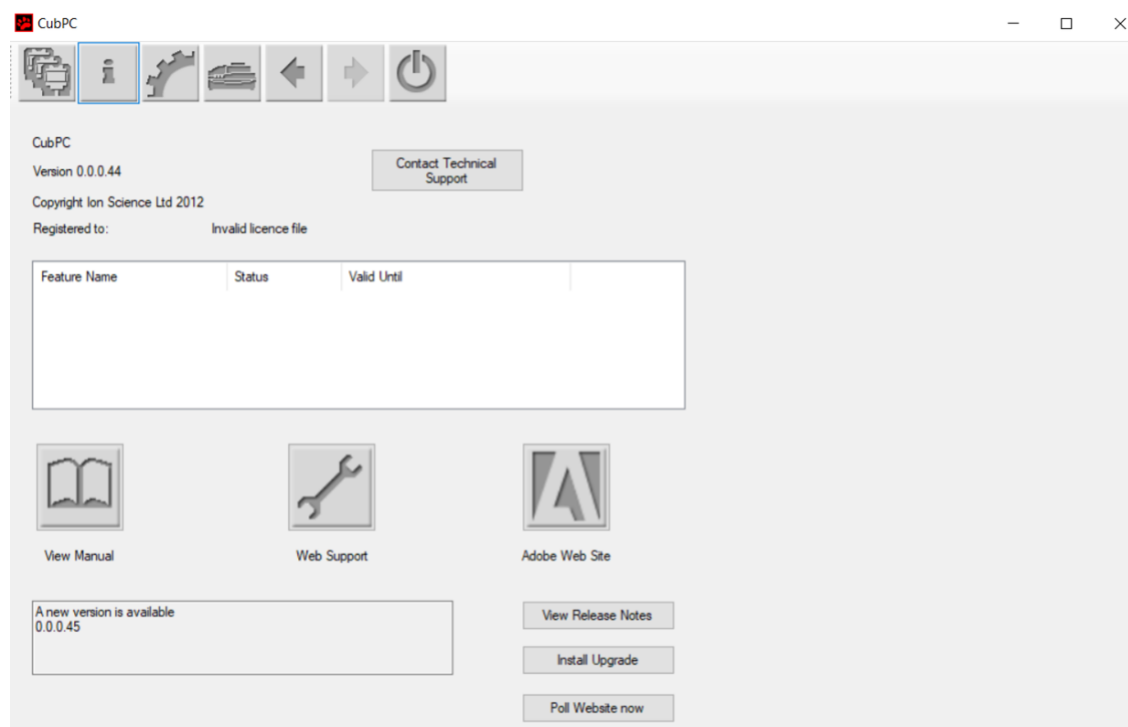 CubPC
CubPC
Version 0.0.0.44
Contact Technical
Support
Copyright Ion Science Ltd 2012
Registered to: Invalid licence file
Feature Name Status Valid Until
View Manual Web Support Adobe Web Site
A new version is available
0.0.0.45
View Release Notes
Install Upgrade
Poll Website now